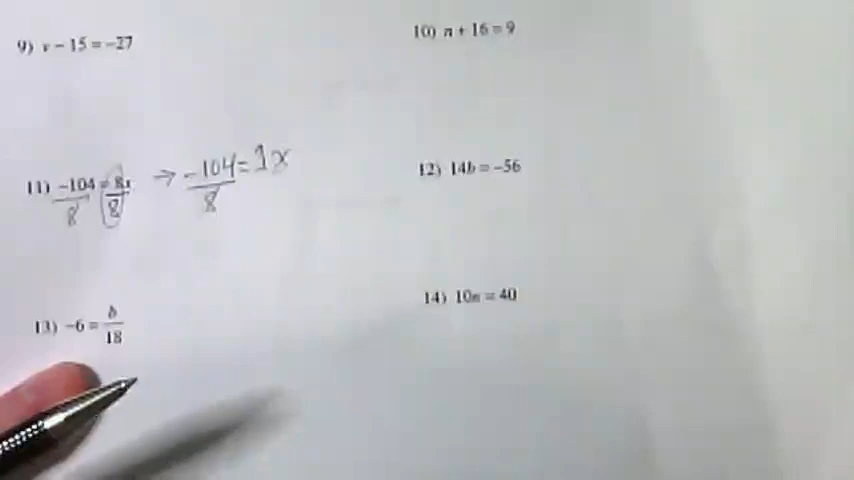 9) v − 15 = −27
10) n + 16 = 9
11) −104 = 8x → −104 = 1x
8 8 8
12) 14b = −56
13) −6 = b/18
14) 10n = 40